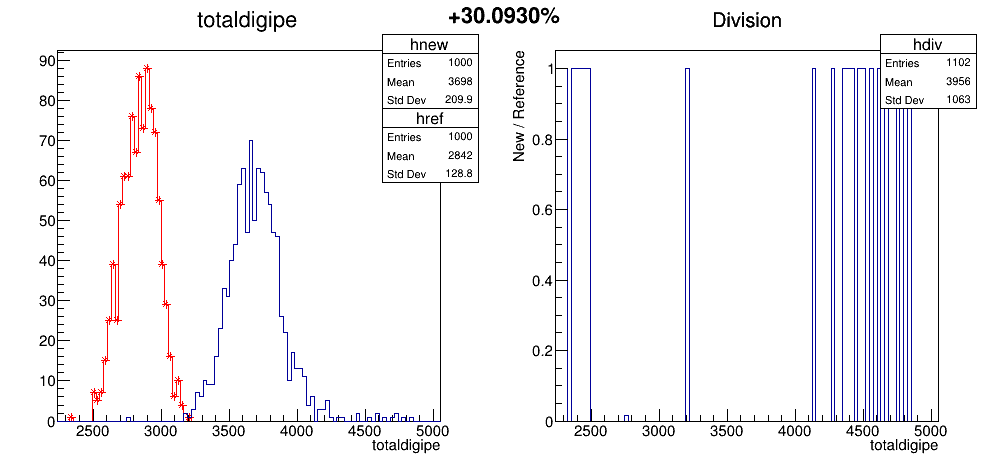 +30.0930%
totaldigipe
hnew
Entries 1000
Mean 3698
Std Dev 209.9
href
Entries 1000
Mean 2842
Std Dev 128.8
90
80
70
60
50
40
30
20
10
0
2500 3000 3500 4000 4500 5000
totaldigipe
Division
hdiv
Entries 1102
Mean 3956
Std Dev 1063
New / Reference
1
0.8
0.6
0.4
0.2
0
2500 3000 3500 4000 4500 5000
totaldigipe